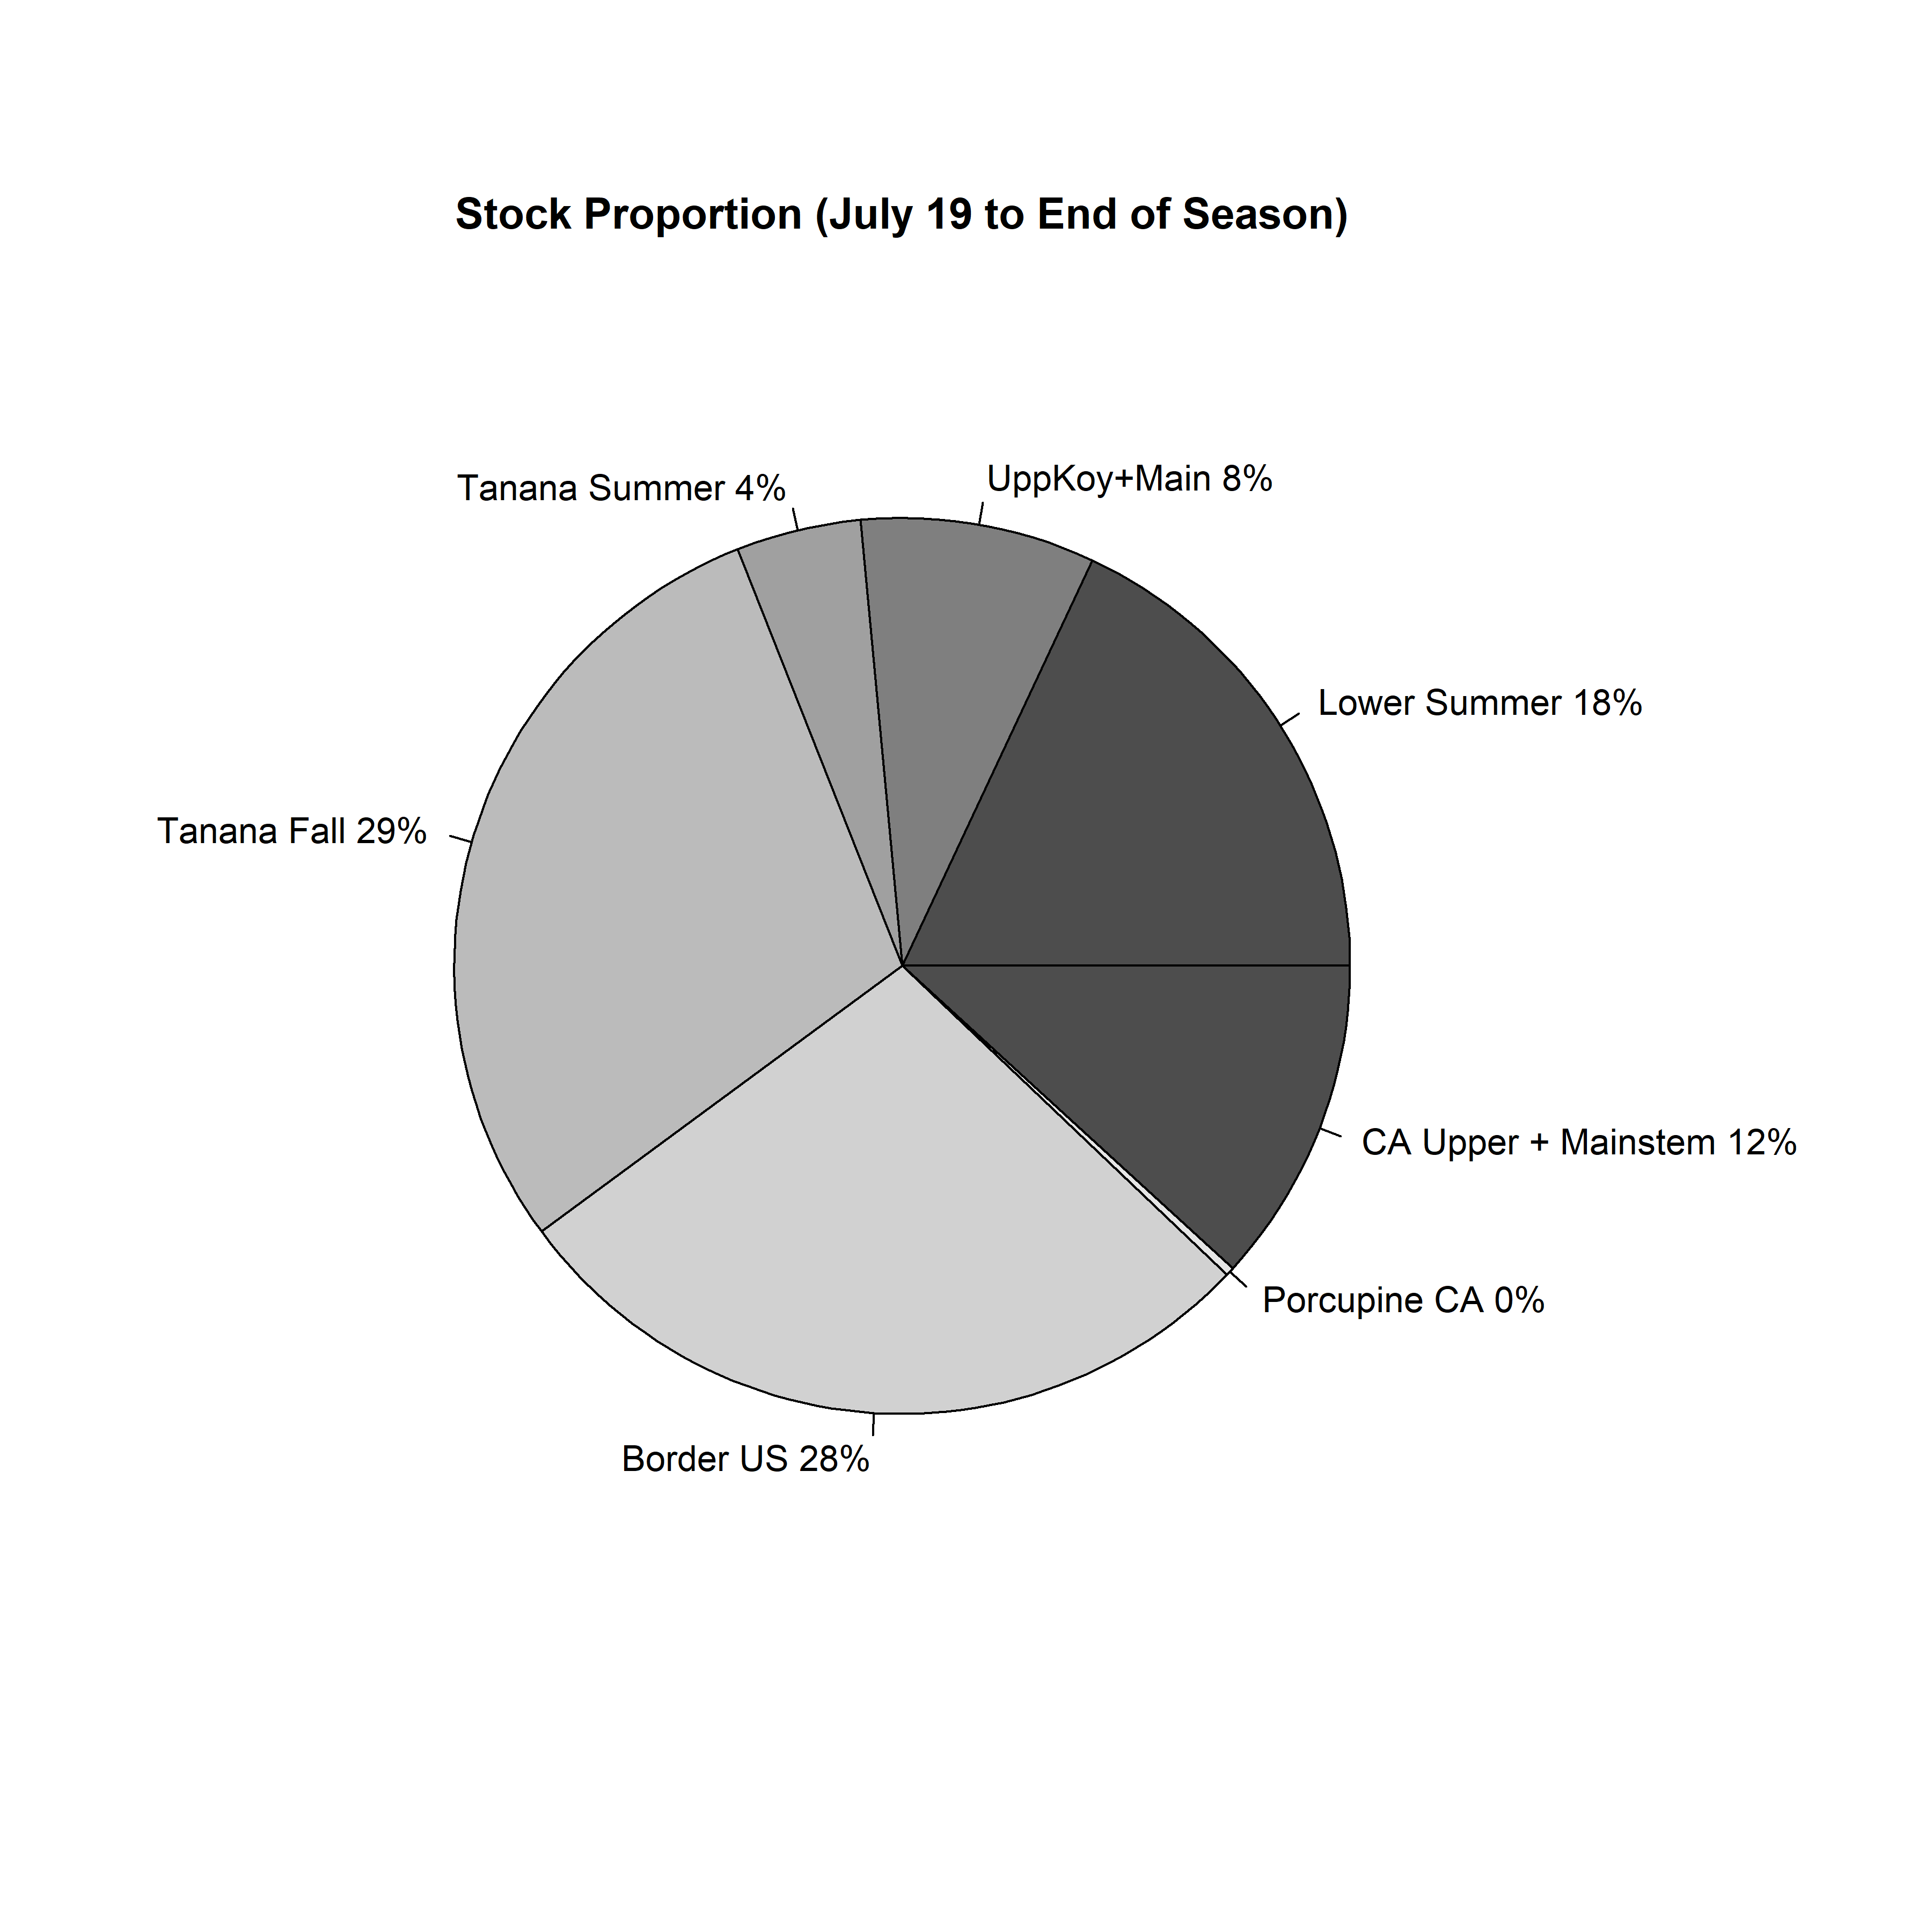 Stock Proportion (July 19 to End of Season)
UppKoy+Main 8%
Tanana Summer 4%
Lower Summer 18%
Tanana Fall 29%
CA Upper + Mainstem 12%
Porcupine CA 0%
Border US 28%